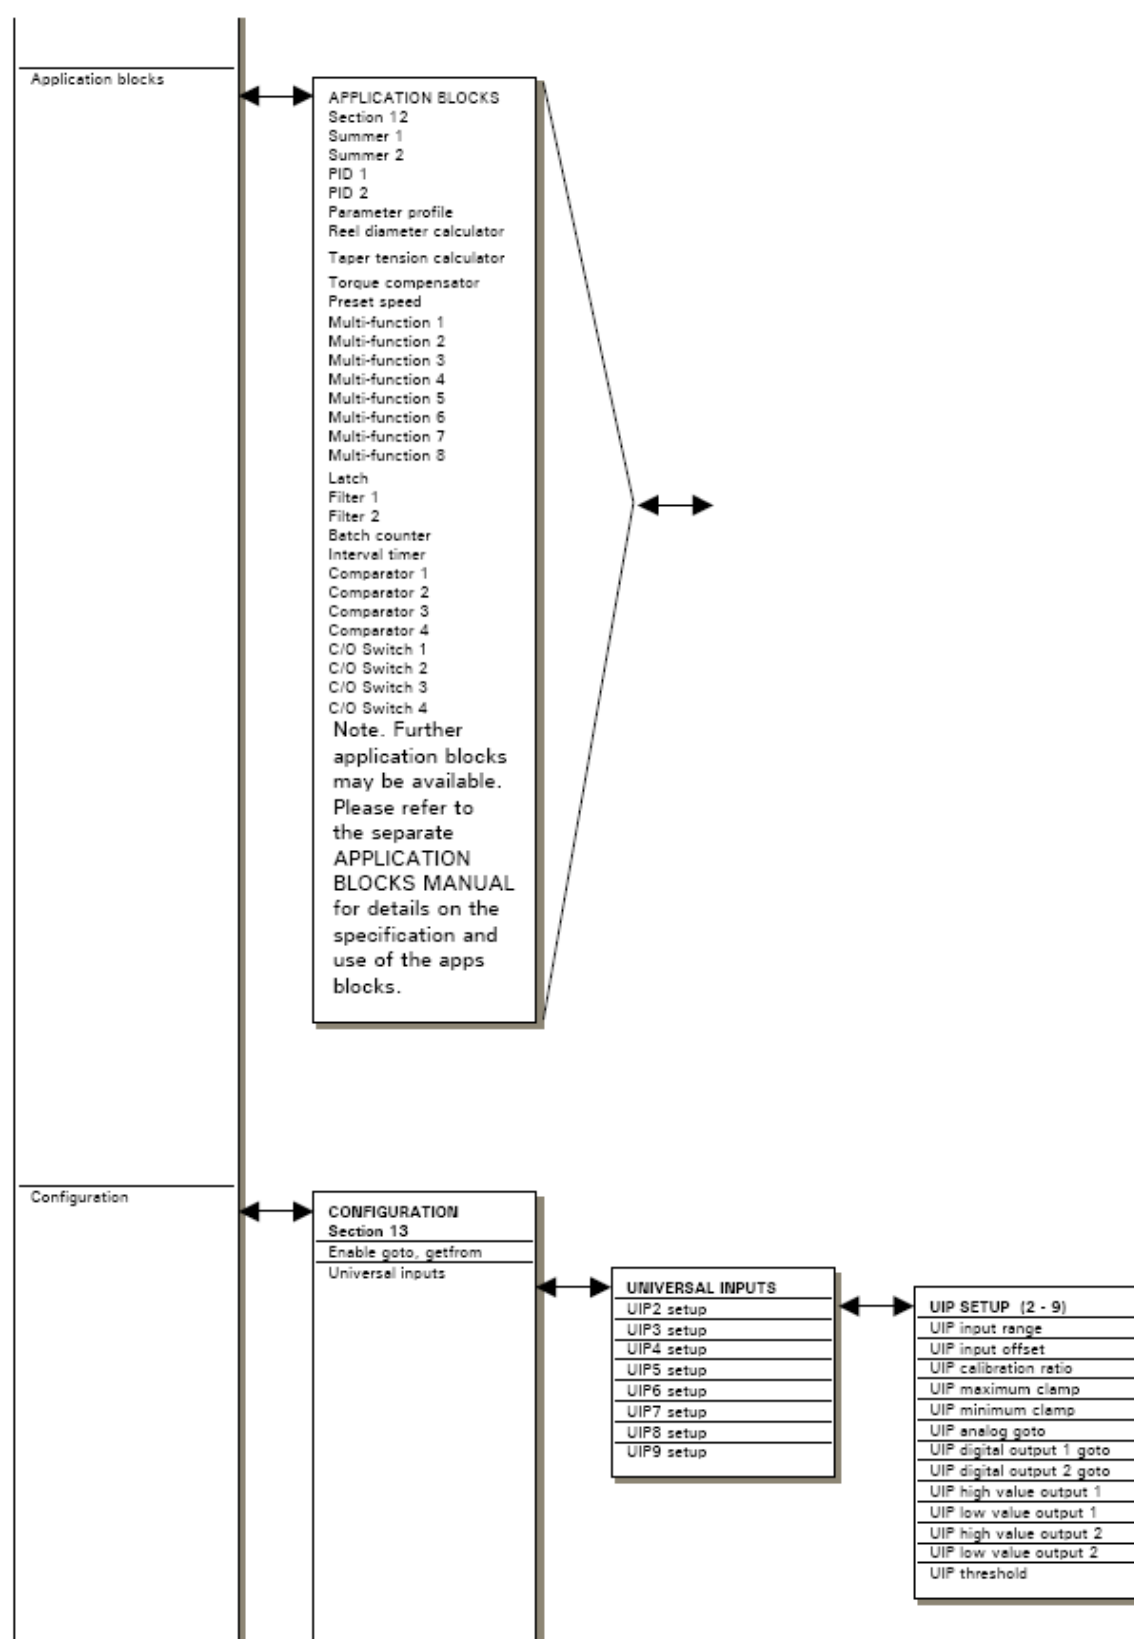 Application blocks
APPLICATION BLOCKS
Section 12
Summer 1
Summer 2
PID 1
PID 2
Parameter profile
Reel diameter calculator
Taper tension calculator
Torque compensator
Preset speed
Multi-function 1
Multi-function 2
Multi-function 3
Multi-function 4
Multi-function 5
Multi-function 6
Multi-function 7
Multi-function 8
Latch
Filter 1
Filter 2
Batch counter
Interval timer
Comparator 1
Comparator 2
Comparator 3
Comparator 4
C/O Switch 1
C/O Switch 2
C/O Switch 3
C/O Switch 4
Note. Further
application blocks
may be available.
Please refer to
the separate
APPLICATION
BLOCKS MANUAL
for details on the
specification and
use of the apps
blocks.
Configuration
CONFIGURATION
Section 13
Enable goto, getfrom
Universal inputs
UNIVERSAL INPUTS
UIP2 setup
UIP3 setup
UIP4 setup
UIP5 setup
UIP6 setup
UIP7 setup
UIP8 setup
UIP9 setup
UIP SETUP (2 - 9)
UIP input range
UIP input offset
UIP calibration ratio
UIP maximum clamp
UIP minimum clamp
UIP analog goto
UIP digital output 1 goto
UIP digital output 2 goto
UIP high value output 1
UIP low value output 1
UIP high value output 2
UIP low value output 2
UIP threshold